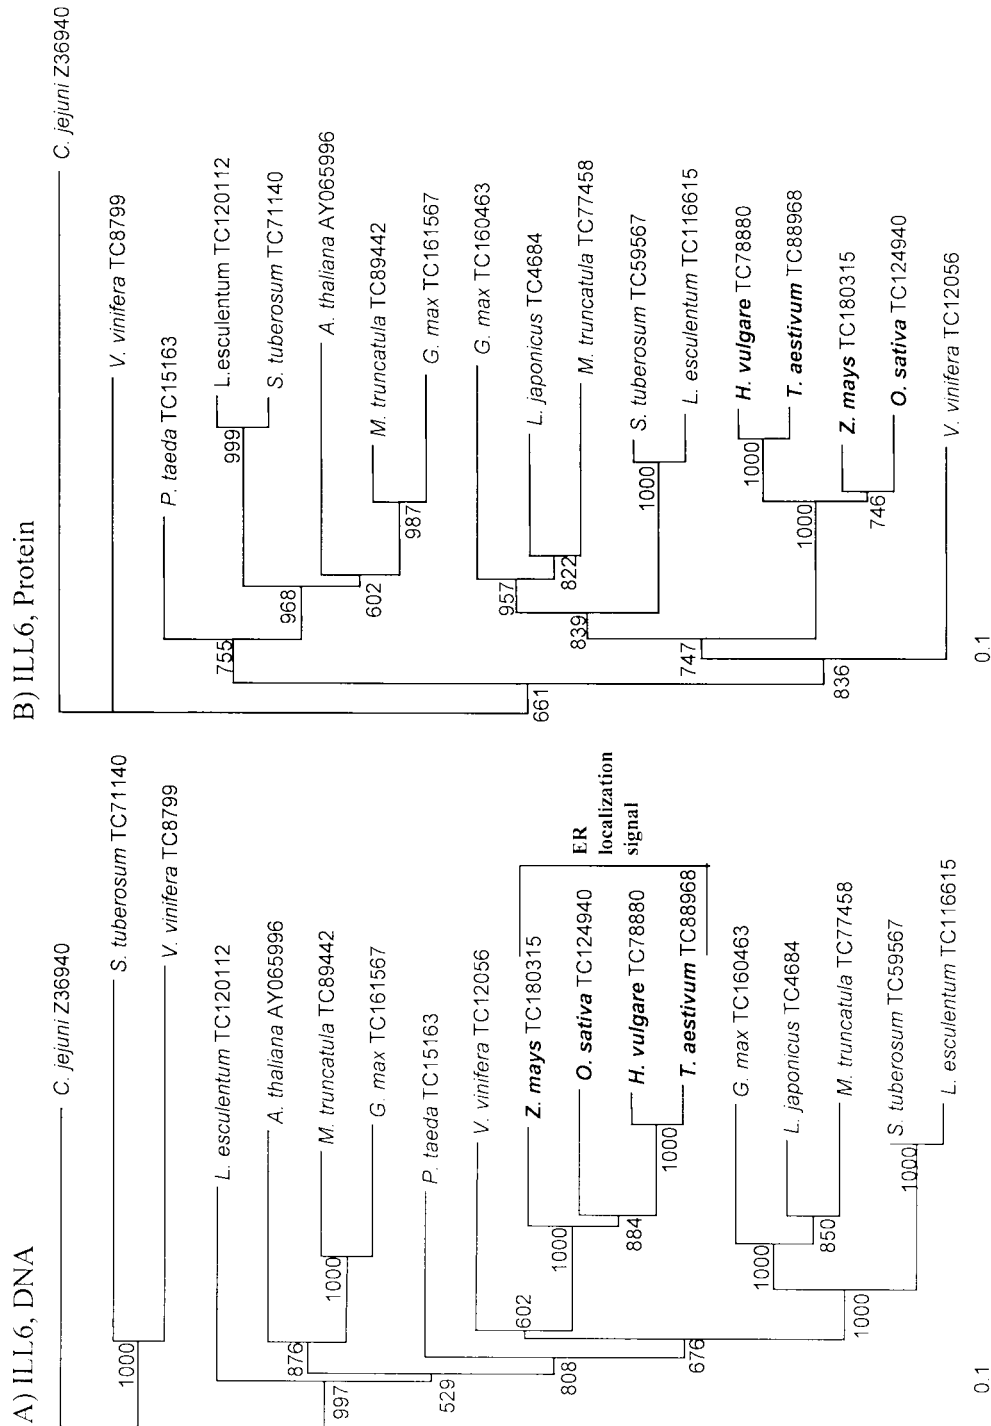 A) ILL6, DNA
C. jejuni Z36940
S. tuberosum TC71140
1000
V. vinifera TC8799
L. esculentum TC120112
A. thaliana AY065996
876
M. truncatula TC89442
997
1000
G. max TC161567
P. taeda TC15163
529
V. vinifera TC12056
602
Z. mays TC180315
808
1000
O. sativa TC124940
ER
localization
signal
884
H. vulgare TC78880
1000
T. aestivum TC88968
676
G. max TC160463
1000
L. japonicus TC4684
850
M. truncatula TC77458
1000
S. tuberosum TC59567
1000
L. esculentum TC116615
0.1
B) ILL6, Protein
C. jejuni Z36940
V. vinifera TC8799
P. taeda TC15163
755
L.esculentum TC120112
999
S. tuberosum TC71140
968
A. thaliana AY065996
602
M. truncatula TC89442
987
G. max TC161567
G. max TC160463
957
661
L. japonicus TC4684
822
M. truncatula TC77458
839
S. tuberosum TC59567
1000
L. esculentum TC116615
747
H. vulgare TC78880
1000
T. aestivum TC88968
1000
Z. mays TC180315
836
746
O. sativa TC124940
V. vinifera TC12056
0.1